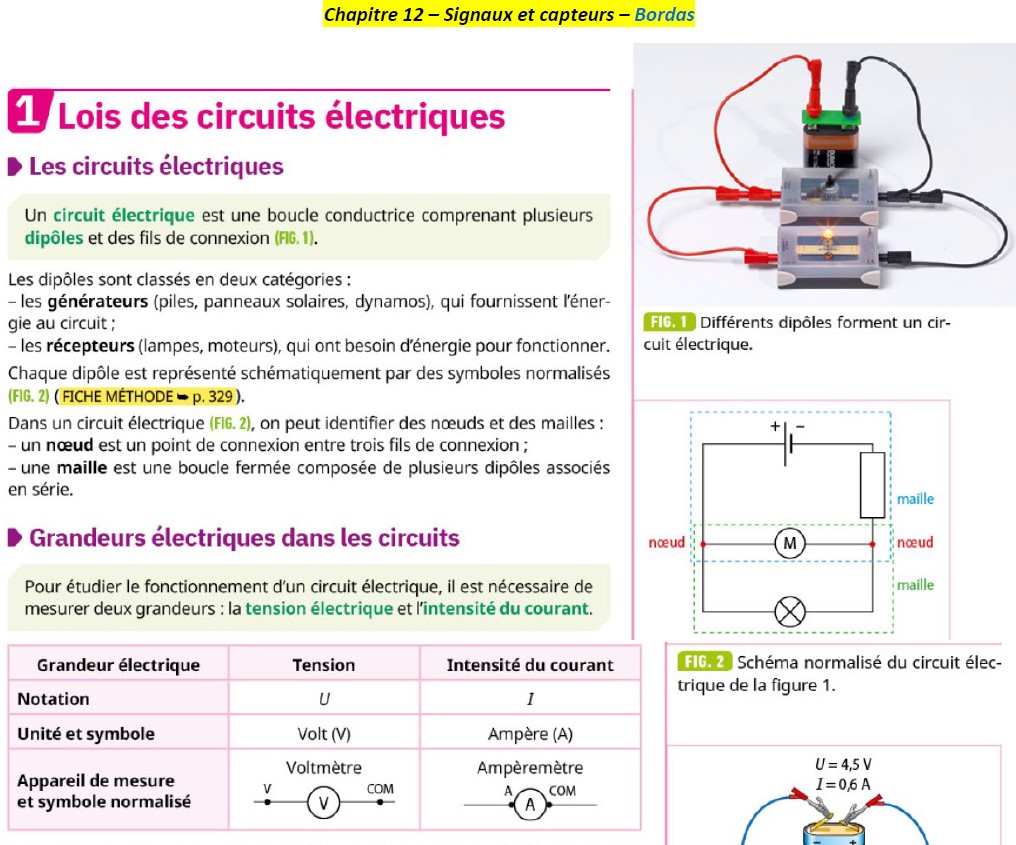 Chapitre 12 – Signaux et capteurs – Bordas
1 Lois des circuits électriques
Les circuits électriques
Un circuit électrique est une boucle conductrice comprenant plusieurs
dipôles et des fils de connexion (FIG. 1).
Les dipôles sont classés en deux catégories :
– les générateurs (piles, panneaux solaires, dynamos), qui fournissent l'éner-
gie au circuit ;
– les récepteurs (lampes, moteurs), qui ont besoin d'énergie pour fonctionner.
Chaque dipôle est représenté schématiquement par des symboles normalisés
(FIG. 2) (FICHE MÉTHODE ➥ p. 329).
Dans un circuit électrique (FIG. 2), on peut identifier des nœuds et des mailles :
– un nœud est un point de connexion entre trois fils de connexion ;
– une maille est une boucle fermée composée de plusieurs dipôles associés
en série.
Grandeurs électriques dans les circuits
Pour étudier le fonctionnement d'un circuit électrique, il est nécessaire de
mesurer deux grandeurs : la tension électrique et l'intensité du courant.
Grandeur électrique Tension Intensité du courant
Notation U I
Unité et symbole Volt (V) Ampère (A)
Appareil de mesure
et symbole normalisé
Voltmètre
V V COM
Ampèremètre
A A COM
FIG. 1 Différents dipôles forment un cir-
cuit électrique.
+ –
maille
nœud M nœud
maille
FIG. 2 Schéma normalisé du circuit élec-
trique de la figure 1.
U = 4,5 V
I = 0,6 A
– +